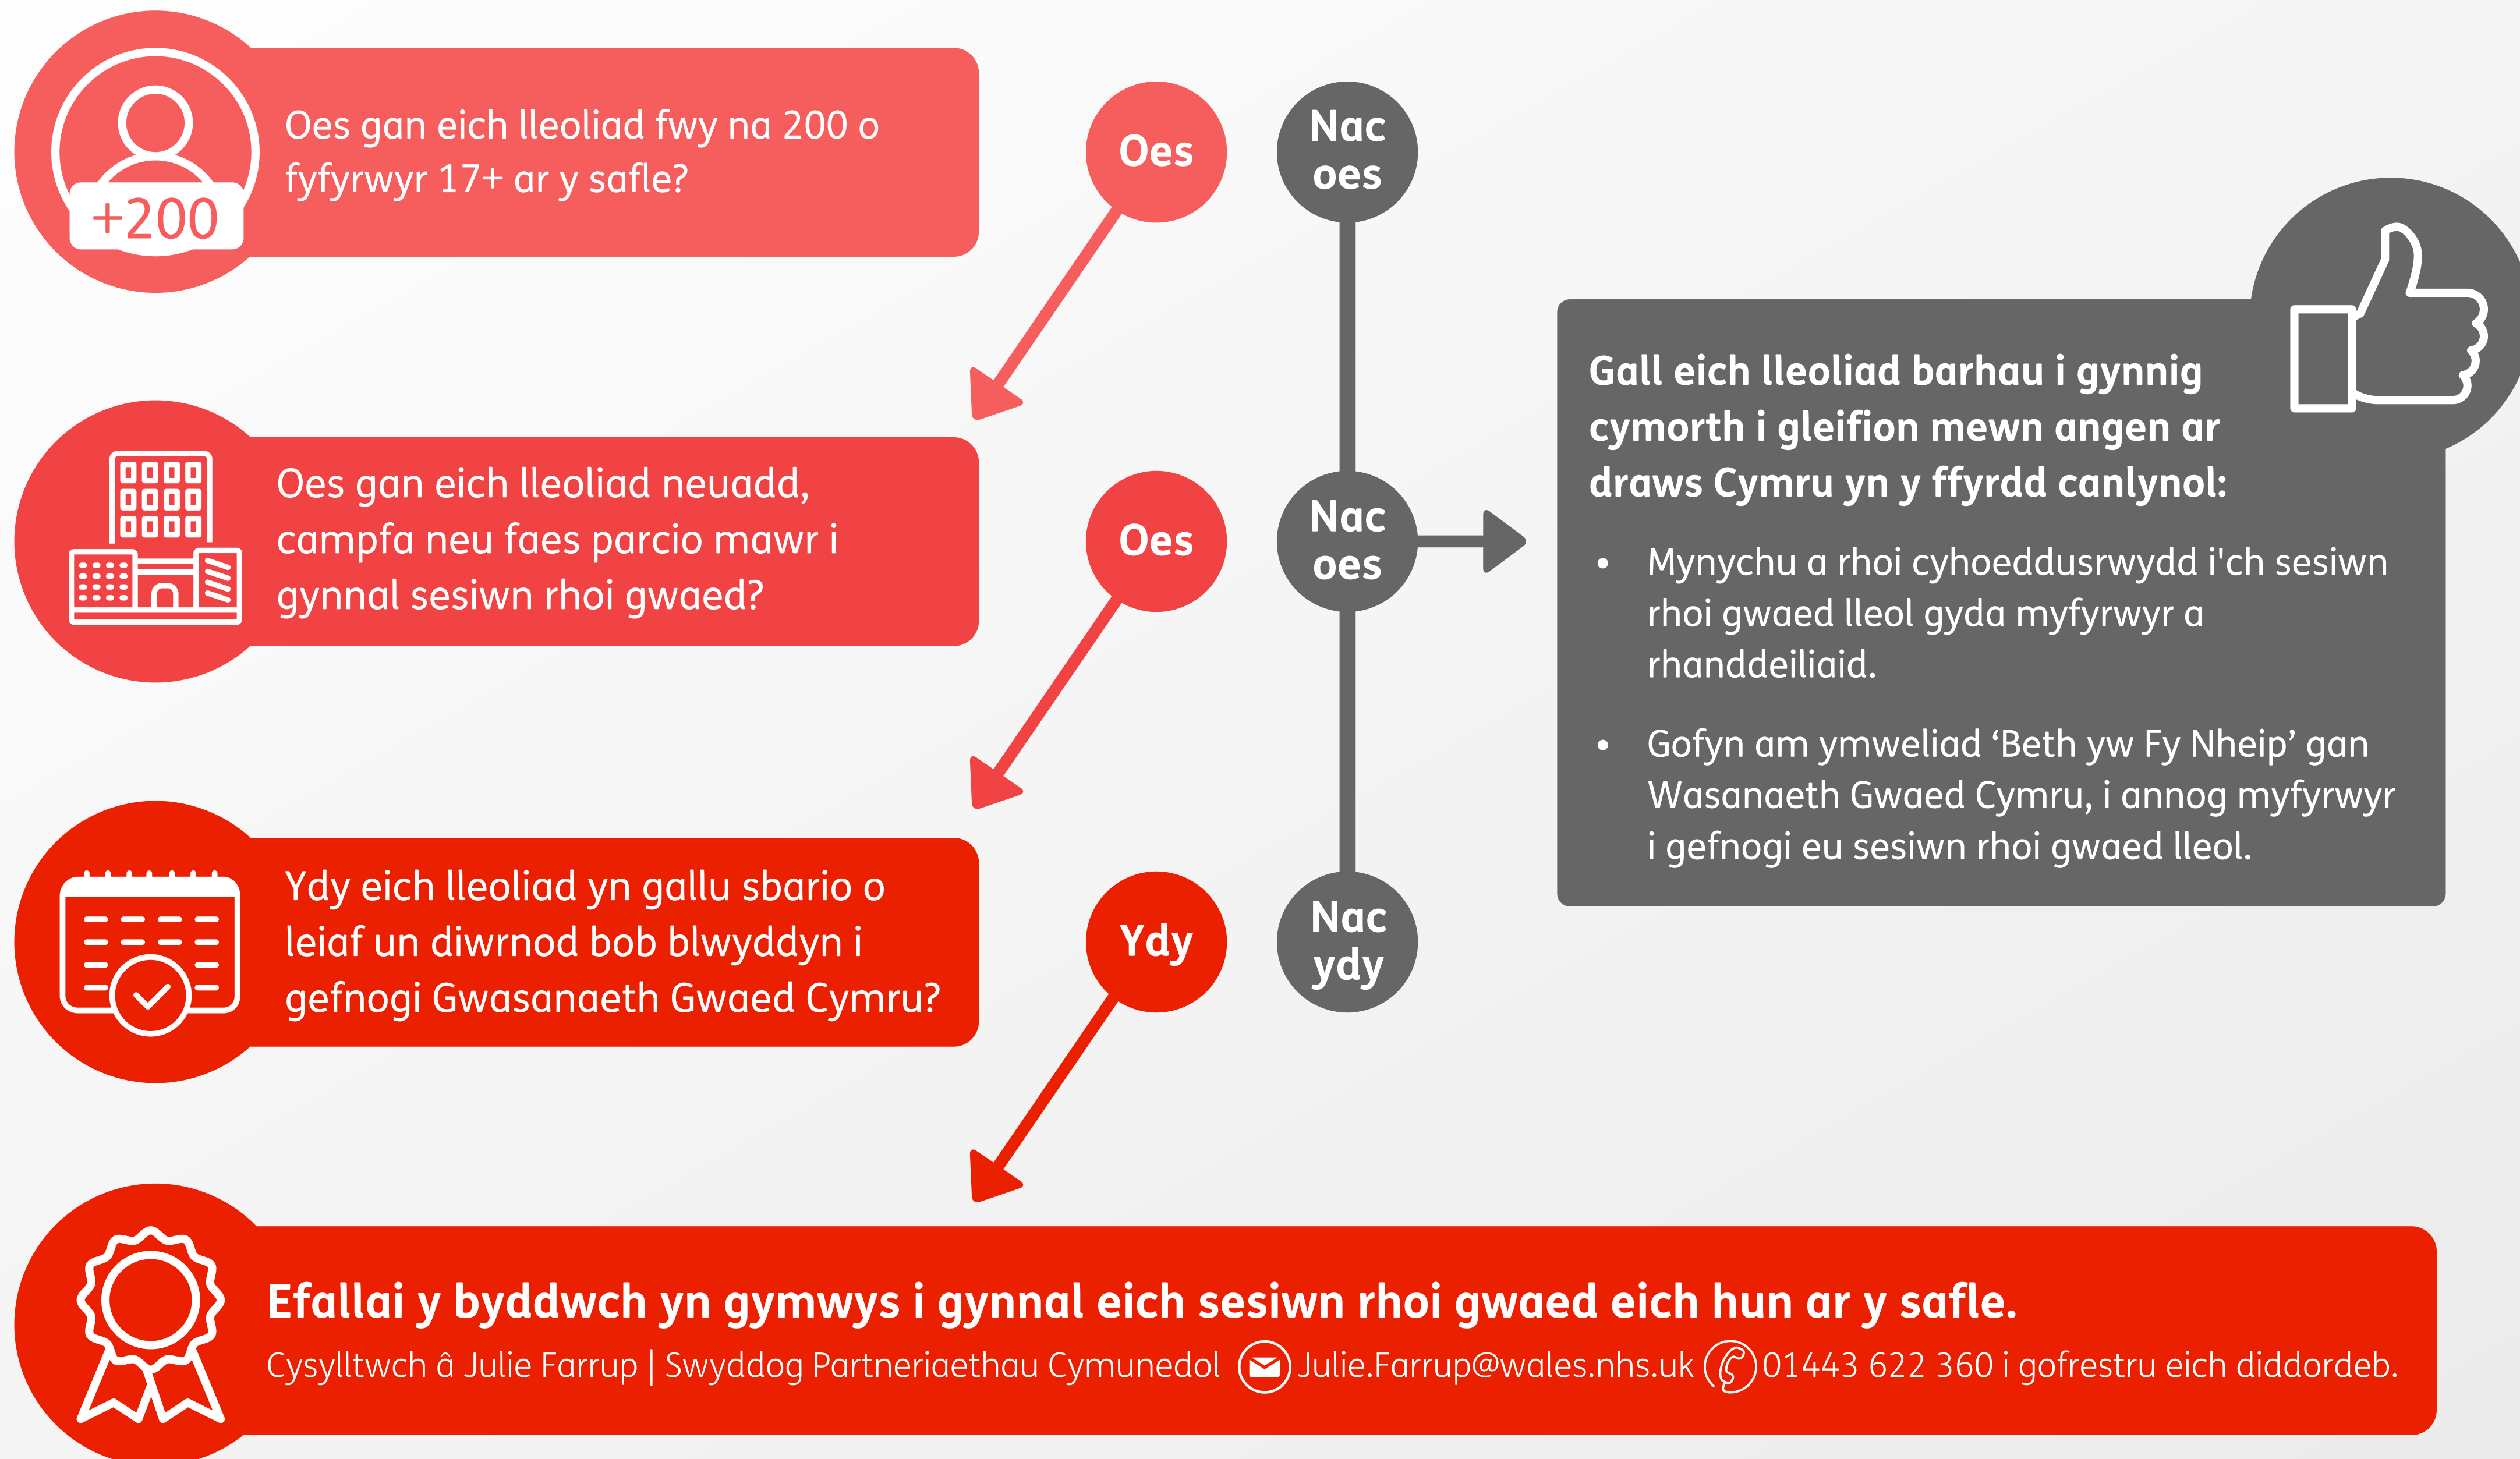 +200
Oes gan eich lleoliad fwy na 200 o
fyfyrwyr 17+ ar y safle?
Oes
Nac
oes
Oes gan eich lleoliad neuadd,
campfa neu faes parcio mawr i
gynnal sesiwn rhoi gwaed?
Oes
Nac
oes
Ydy eich lleoliad yn gallu sbario o
leiaf un diwrnod bob blwyddyn i
gefnogi Gwasanaeth Gwaed Cymru?
Ydy
Nac
ydy
Gall eich lleoliad barhau i gynnig
cymorth i gleifion mewn angen ar
draws Cymru yn y ffyrdd canlynol:
• Mynychu a rhoi cyhoeddusrwydd i'ch sesiwn
rhoi gwaed lleol gyda myfyrwyr a
rhanddeiliaid.
• Gofyn am ymweliad ‘Beth yw Fy Nheip’ gan
Wasanaeth Gwaed Cymru, i annog myfyrwyr
i gefnogi eu sesiwn rhoi gwaed lleol.
Efallai y byddwch yn gymwys i gynnal eich sesiwn rhoi gwaed eich hun ar y safle.
Cysylltwch â Julie Farrup | Swyddog Partneriaethau Cymunedol Julie.Farrup@wales.nhs.uk 01443 622 360 i gofrestru eich diddordeb.